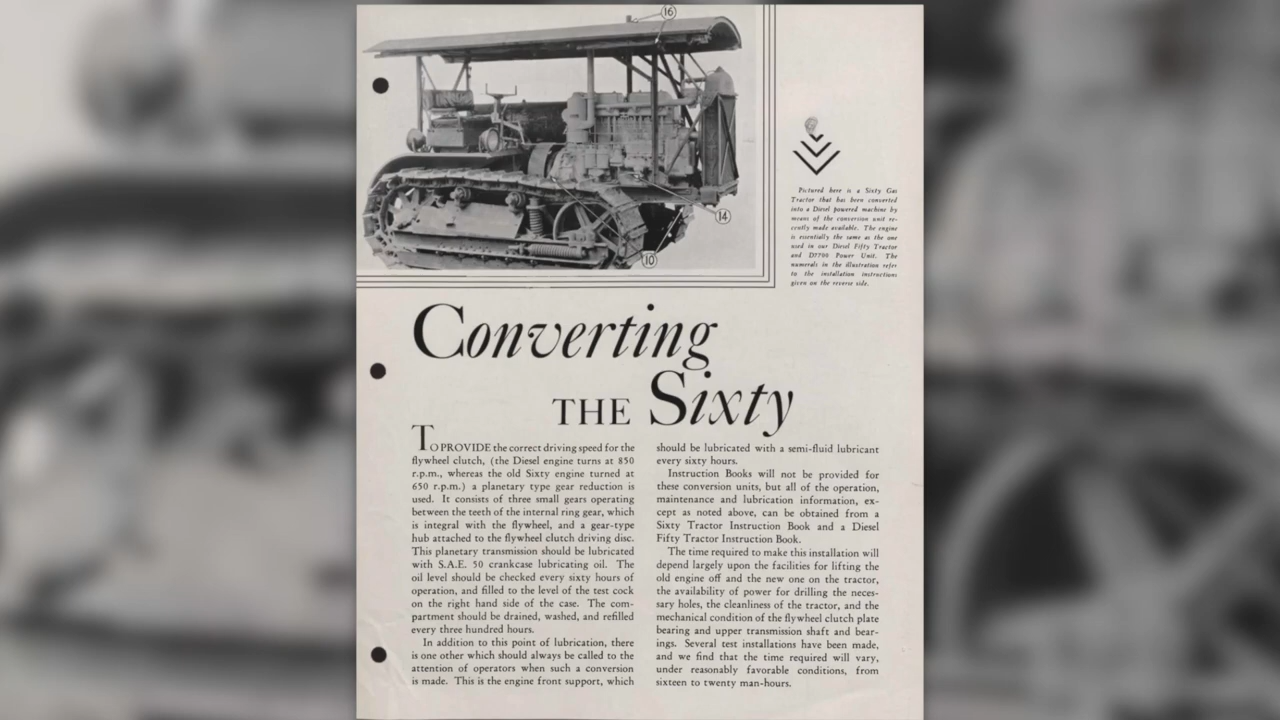 16
14
10
Pictured here is a Sixty Gas
Tractor that has been converted
into a Diesel powered machine by
means of the conversion unit re-
cently made available. The engine
is essentially the same as the one
used in our Diesel Fifty Tractor
and D7700 Power Unit. The
numerals in the illustration refer
to the installation instructions
given on the reverse side.
Converting
THE Sixty
TO PROVIDE the correct driving speed for the
flywheel clutch, (the Diesel engine turns at 850
r.p.m., whereas the old Sixty engine turned at
650 r.p.m.) a planetary type gear reduction is
used. It consists of three small gears operating
between the teeth of the internal ring gear, which
is integral with the flywheel, and a gear-type
hub attached to the flywheel clutch driving disc.
This planetary transmission should be lubricated
with S.A.E. 50 crankcase lubricating oil. The
oil level should be checked every sixty hours of
operation, and filled to the level of the test cock
on the right hand side of the case. The com-
partment should be drained, washed, and refilled
every three hundred hours.
In addition to this point of lubrication, there
is one other which should always be called to the
attention of operators when such a conversion
is made. This is the engine front support, which
should be lubricated with a semi-fluid lubricant
every sixty hours.
Instruction Books will not be provided for
these conversion units, but all of the operation,
maintenance and lubrication information, ex-
cept as noted above, can be obtained from a
Sixty Tractor Instruction Book and a Diesel
Fifty Tractor Instruction Book.
The time required to make this installation will
depend largely upon the facilities for lifting the
old engine off and the new one on the tractor,
the availability of power for drilling the neces-
sary holes, the cleanliness of the tractor, and the
mechanical condition of the flywheel clutch plate
bearing and upper transmission shaft and bear-
ings. Several test installations have been made,
and we find that the time required will vary,
under reasonably favorable conditions, from
sixteen to twenty man-hours.